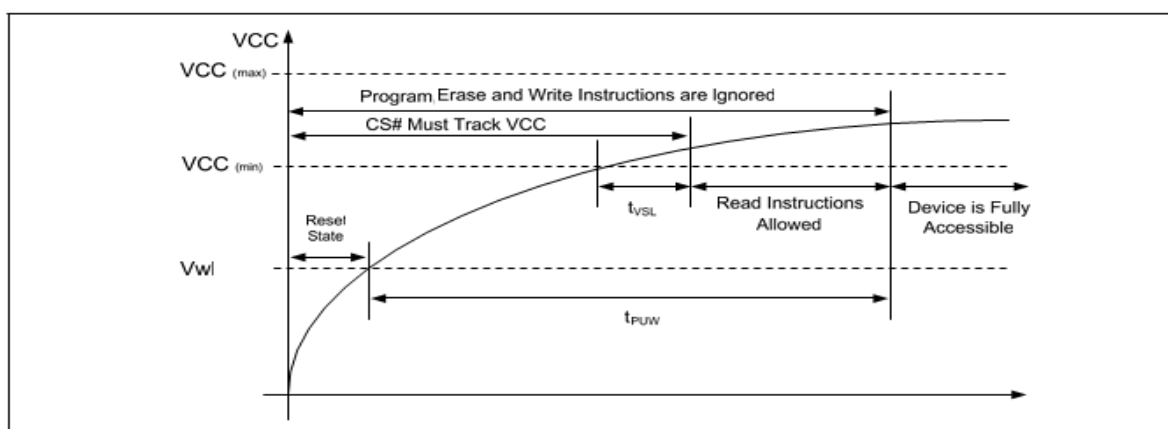 VCC
VCC (max)
Program, Erase and Write Instructions are Ignored
CS# Must Track VCC
VCC (min)
tVSL
Read Instructions
Allowed
Device is Fully
Accessible
Reset
State
Vwl
tPUW